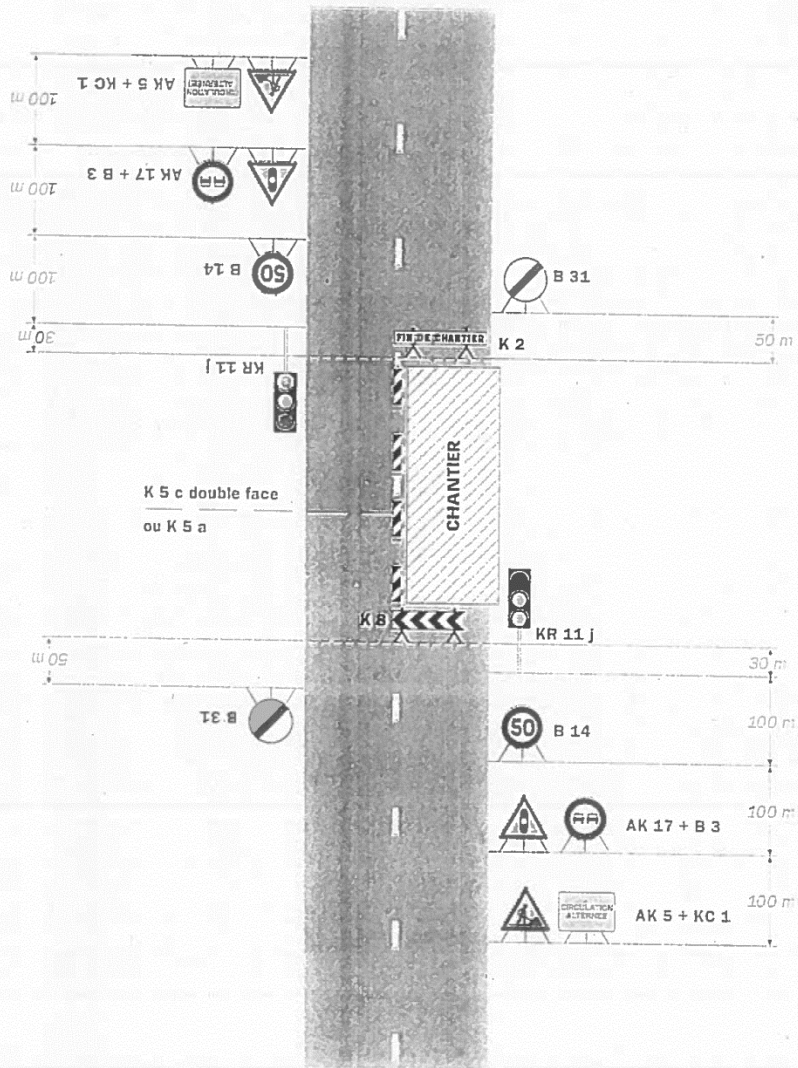 100 m
AK 5 + KC 1
CIRCULATION
ALTERNEE
100 m
AK 17 + B 3
100 m
B 14
50
B 31
30 m
KR 11 j
FIN DE CHANTIER
K 2
50 m
K 5 c double face
ou K 5 a
CHANTIER
K 8
KR 11 j
50 m
30 m
B 31
50
B 14
100 m
AK 17 + B 3
100 m
CIRCULATION
ALTERNEE
AK 5 + KC 1
100 m